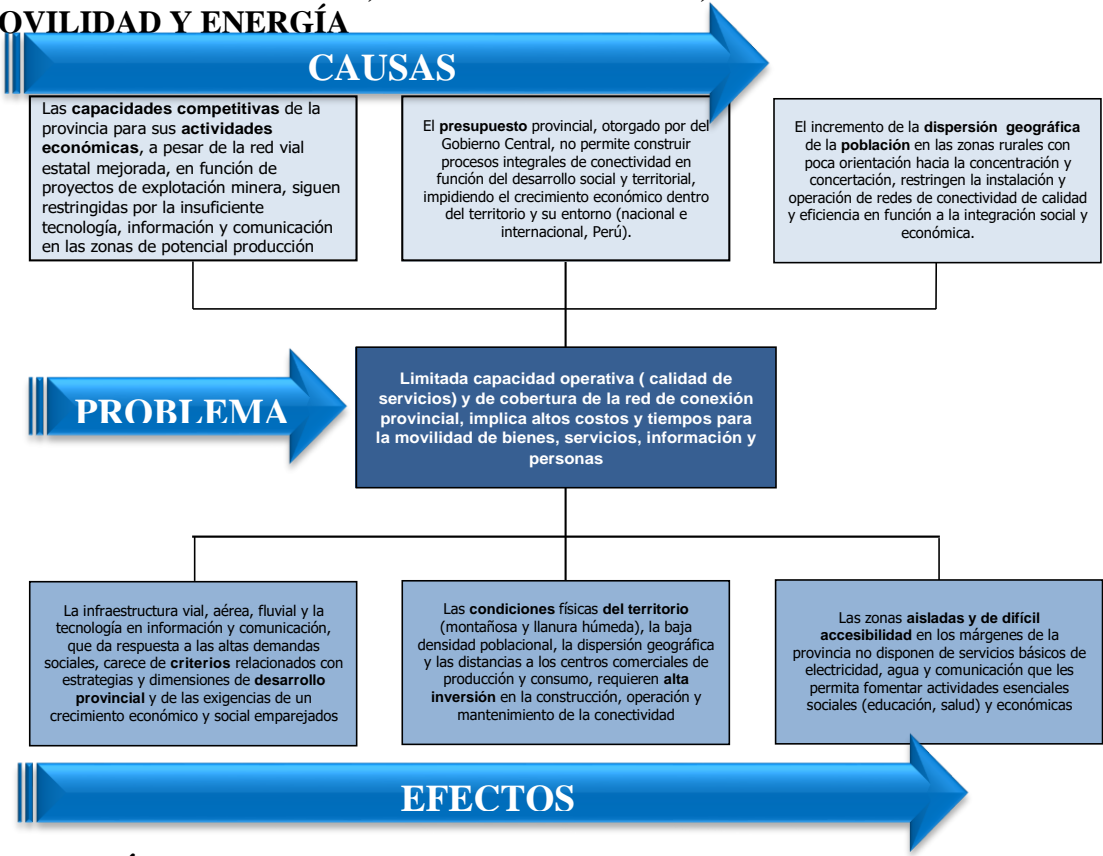 OVILIDAD Y ENERGÍA
CAUSAS
Las capacidades competitivas de la
provincia para sus actividades
económicas, a pesar de la red vial
estatal mejorada, en función de
proyectos de explotación minera, siguen
restringidas por la insuficiente
tecnología, información y comunicación
en las zonas de potencial producción
El presupuesto provincial, otorgado por del
Gobierno Central, no permite construir
procesos integrales de conectividad en
función del desarrollo social y territorial,
impidiendo el crecimiento económico dentro
del territorio y su entorno (nacional e
internacional, Perú).
El incremento de la dispersión geográfica
de la población en las zonas rurales con
poca orientación hacia la concentración y
concertación, restringen la instalación y
operación de redes de conectividad de calidad
y eficiencia en función a la integración social y
económica.
PROBLEMA
Limitada capacidad operativa ( calidad de
servicios) y de cobertura de la red de conexión
provincial, implica altos costos y tiempos para
la movilidad de bienes, servicios, información y
personas
La infraestructura vial, aérea, fluvial y la
tecnología en información y comunicación,
que da respuesta a las altas demandas
sociales, carece de criterios relacionados con
estrategias y dimensiones de desarrollo
provincial y de las exigencias de un
crecimiento económico y social emparejados
Las condiciones físicas del territorio
(montañosa y llanura húmeda), la baja
densidad poblacional, la dispersión geográfica
y las distancias a los centros comerciales de
producción y consumo, requieren alta
inversión en la construcción, operación y
mantenimiento de la conectividad
Las zonas aisladas y de difícil
accesibilidad en los márgenes de la
provincia no disponen de servicios básicos de
electricidad, agua y comunicación que les
permita fomentar actividades esenciales
sociales (educación, salud) y económicas
EFECTOS